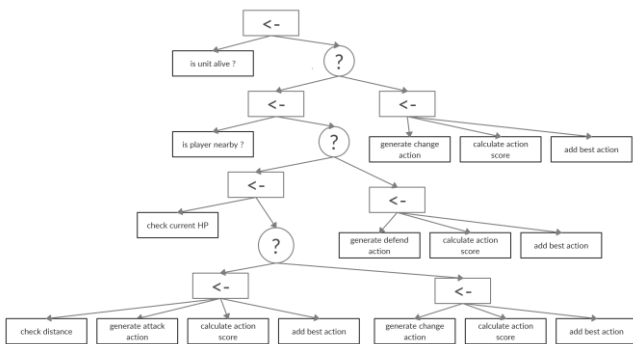 <-
is unit alive ?
?
<-
<-
is player nearby ?
?
generate change
action
calculate action
score
add best action
<-
<-
check current HP
?
generate defend
action
calculate action
score
add best action
<-
<-
check distance
generate attack
action
calculate action
score
add best action
generate change
action
calculate action
score
add best action